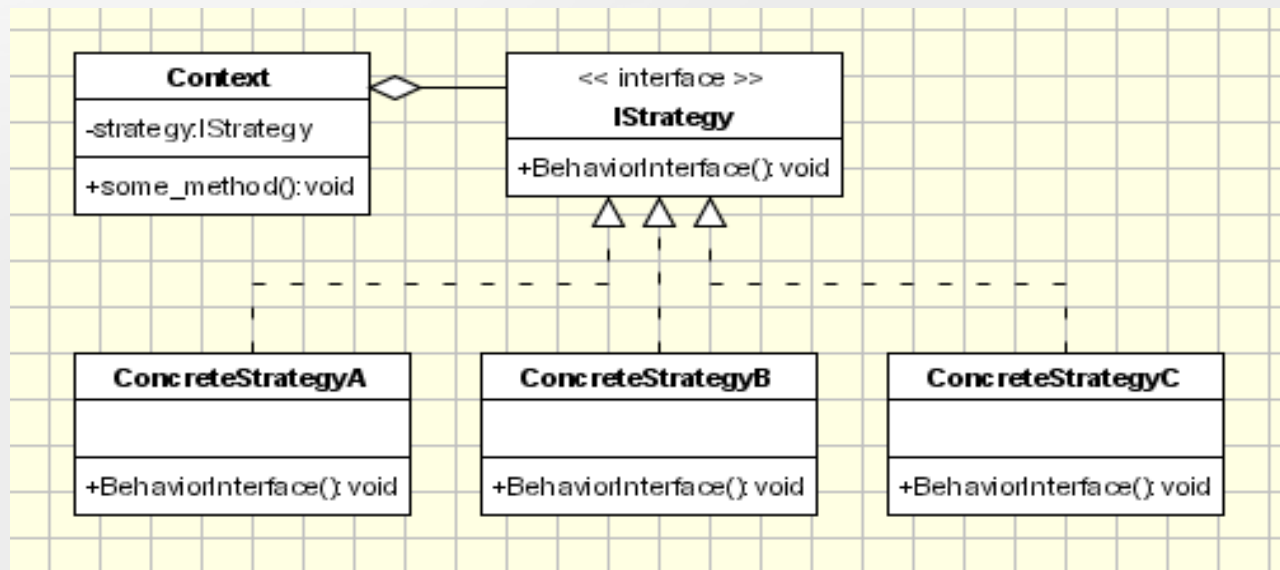 Context
-strategy:IStrategy
+some_method():void
<< interface >>
IStrategy
+BehaviorInterface(): void
ConcreteStrategyA
+BehaviorInterface(): void
ConcreteStrategyB
+BehaviorInterface(): void
ConcreteStrategyC
+BehaviorInterface(): void